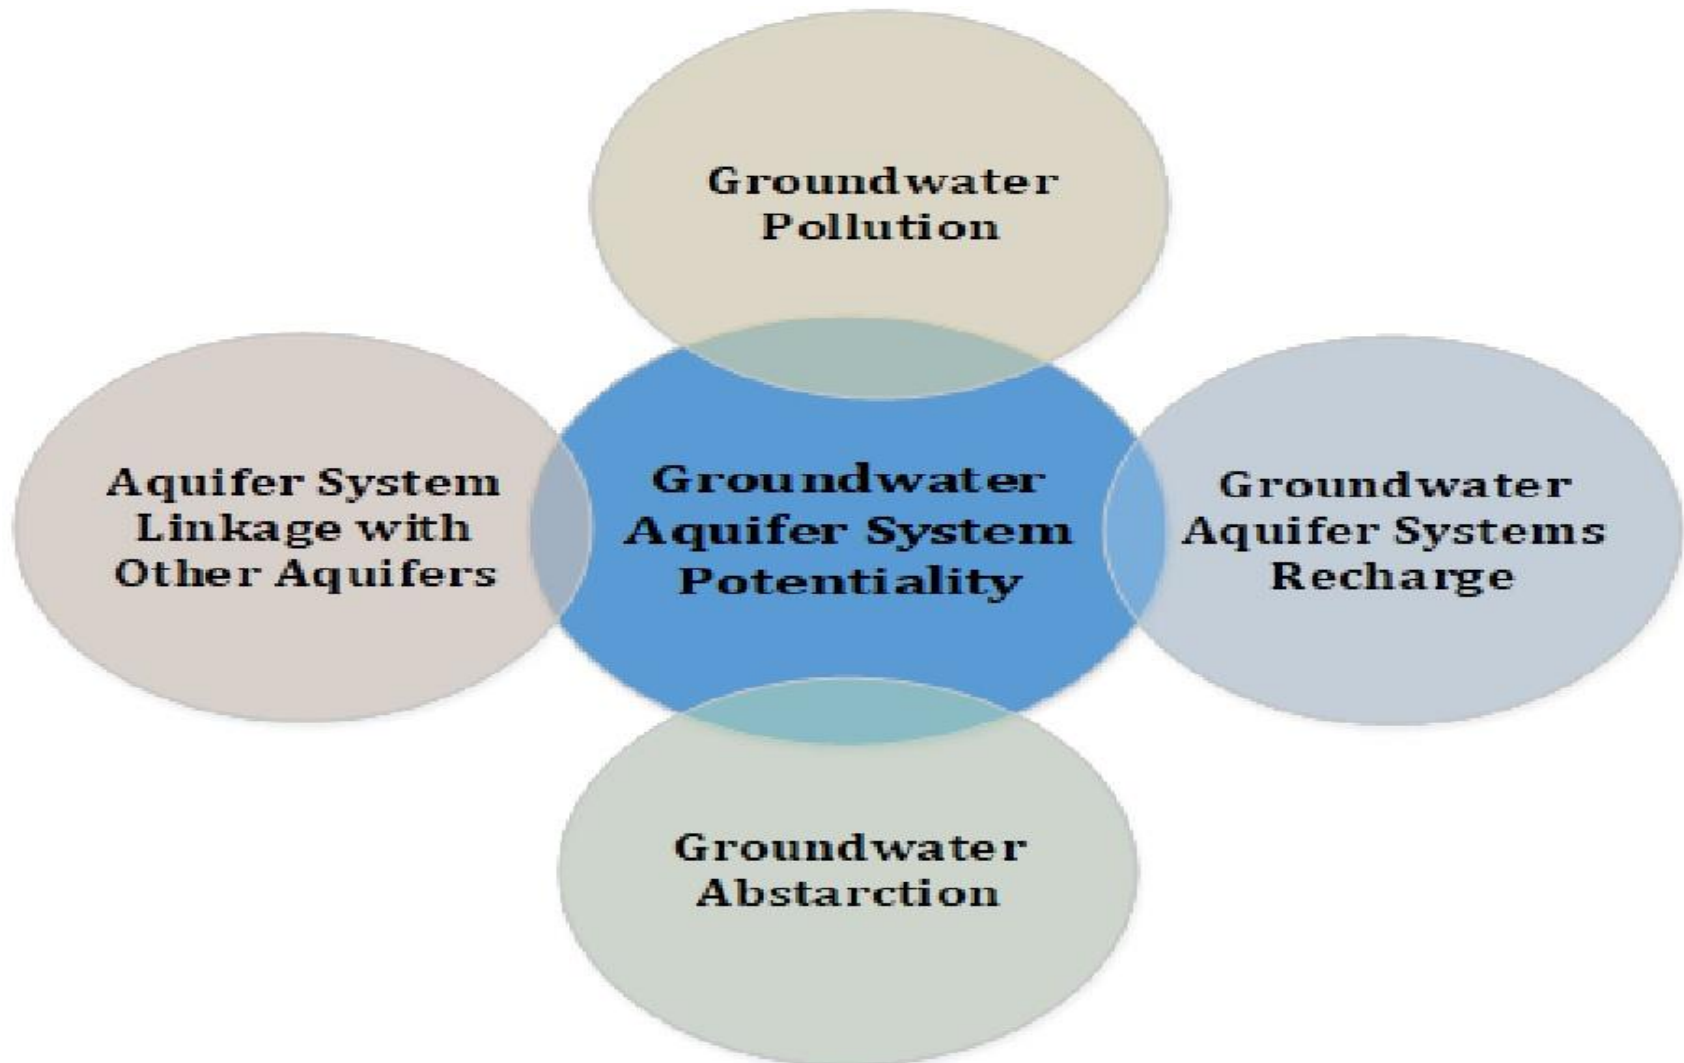 Groundwater
Pollution
Aquifer System
Linkage with
Other Aquifers
Groundwater
Aquifer System
Potentiality
Groundwater
Aquifer Systems
Recharge
Groundwater
Abstarction